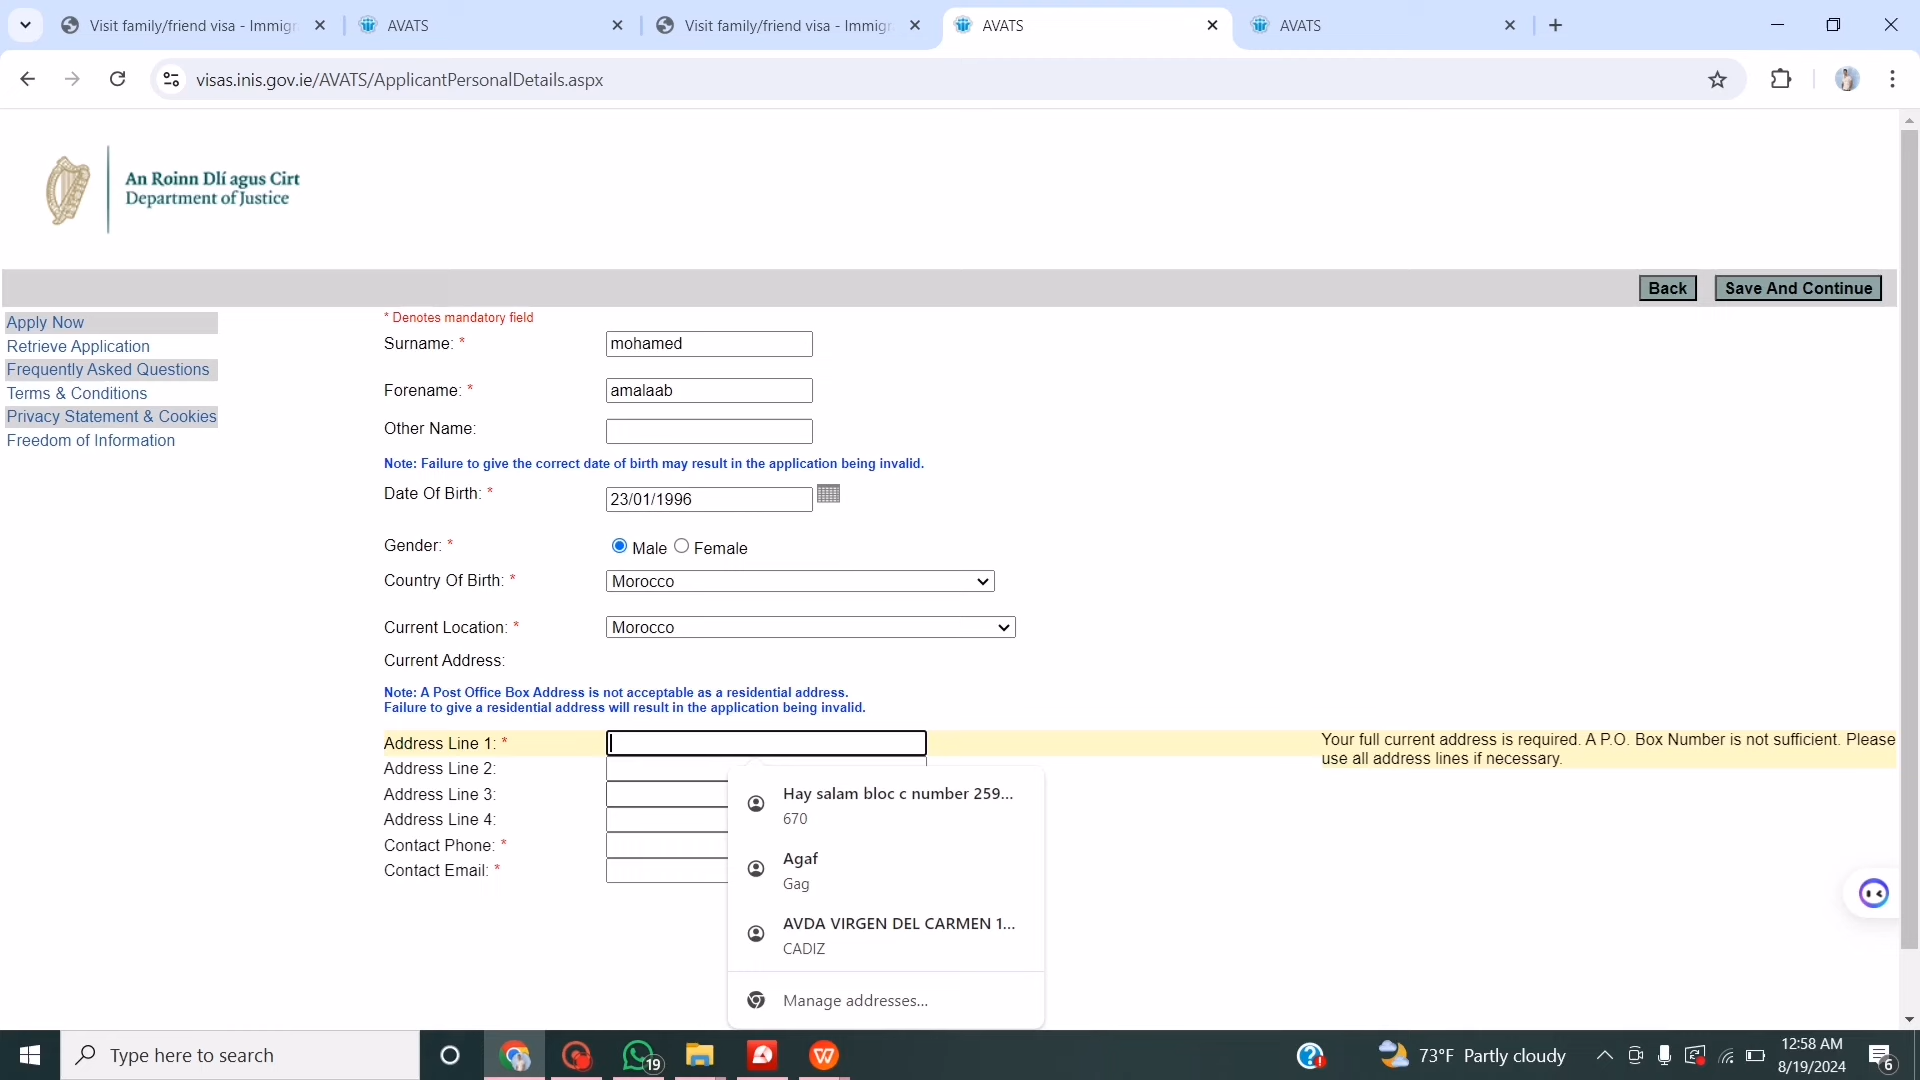 Visit family/friend visa - Immigr
AVATS
Visit family/friend visa - Immigr
AVATS
AVATS
visas.inis.gov.ie/AVATS/ApplicantPersonalDetails.aspx
An Roinn Dlí agus Cirt
Department of Justice
Back
Save And Continue
Apply Now
Retrieve Application
Frequently Asked Questions
Terms & Conditions
Privacy Statement & Cookies
Freedom of Information
* Denotes mandatory field
Surname: * mohamed
Forename: * amalaab
Other Name:
Note: Failure to give the correct date of birth may result in the application being invalid.
Date Of Birth: * 23/01/1996
Gender: * Male Female
Country Of Birth: * Morocco
Current Location: * Morocco
Current Address:
Note: A Post Office Box Address is not acceptable as a residential address.
Failure to give a residential address will result in the application being invalid.
Address Line 1: *
Your full current address is required. A P.O. Box Number is not sufficient. Please
use all address lines if necessary.
Address Line 2:
Address Line 3:
Address Line 4:
Contact Phone: *
Contact Email: *
Hay salam bloc c number 259...
670
Agaf
Gag
AVDA VIRGEN DEL CARMEN 1...
CADIZ
Manage addresses...
Type here to search
19
73°F Partly cloudy
12:58 AM
8/19/2024
6